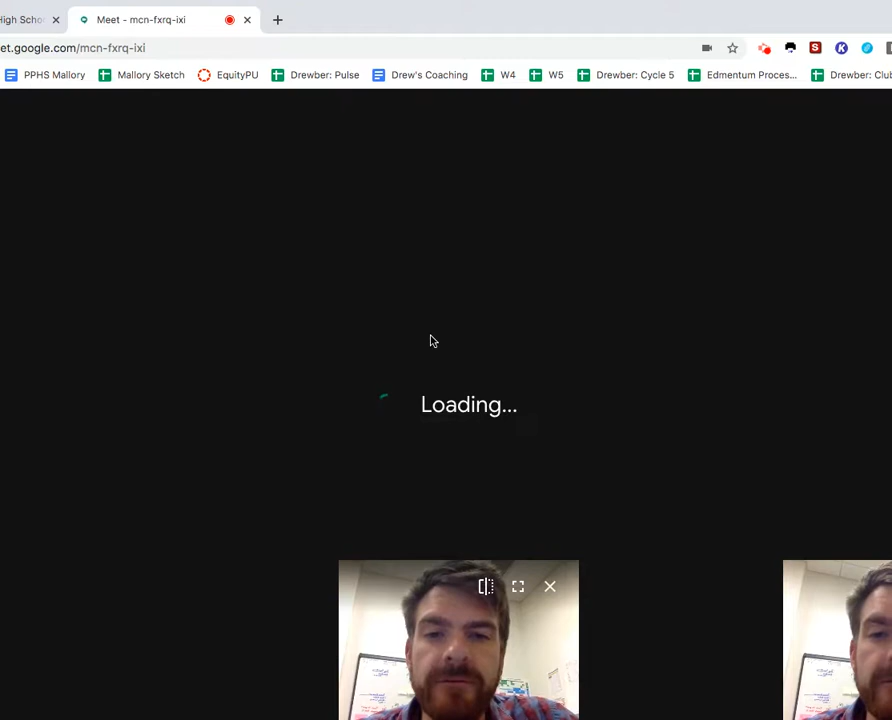 High Schoo
Meet - mcn-fxrq-ixi
et.google.com/mcn-fxrq-ixi
PPHS Mallory
Mallory Sketch
EquityPU
Drewber: Pulse
Drew's Coaching
W4
W5
Drewber: Cycle 5
Edmentum Proces...
Drewber: Club
Loading...